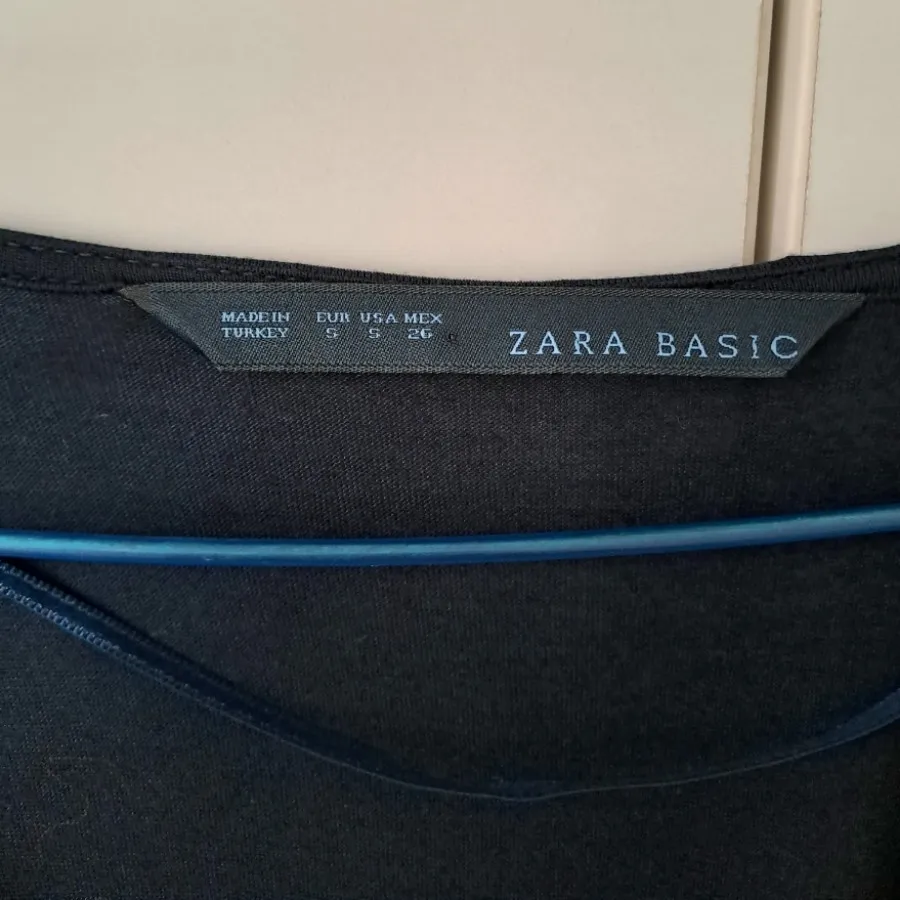 MADE IN EUR USA MEX
TURKEY S S 26
ZARA BASIC